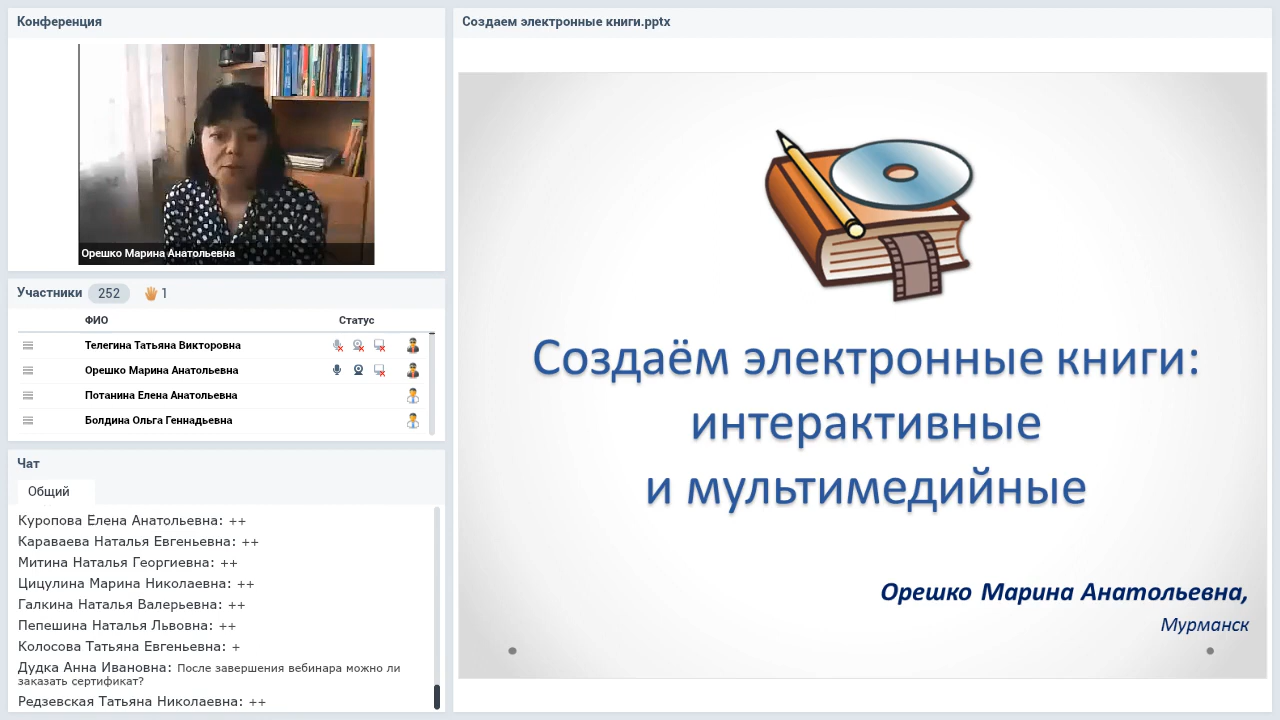 Конференция
Орешко Марина Анатольевна
Участники 252 1
ФИО Статус
Телегина Татьяна Викторовна
Орешко Марина Анатольевна
Потанина Елена Анатольевна
Болдина Ольга Геннадьевна
Чат
Общий
Куропова Елена Анатольевна: ++
Караваева Наталья Евгеньевна: ++
Митина Наталья Георгиевна: ++
Цицулина Марина Николаевна: ++
Галкина Наталья Валерьевна: ++
Пепешина Наталья Львовна: ++
Колосова Татьяна Евгеньевна: +
Дудка Анна Ивановна: После завершения вебинара можно ли
заказать сертификат?
Редзевская Татьяна Николаевна: ++
Создаем электронные книги.pptx
Создаём электронные книги:
интерактивные
и мультимедийные
Орешко Марина Анатольевна,
Мурманск